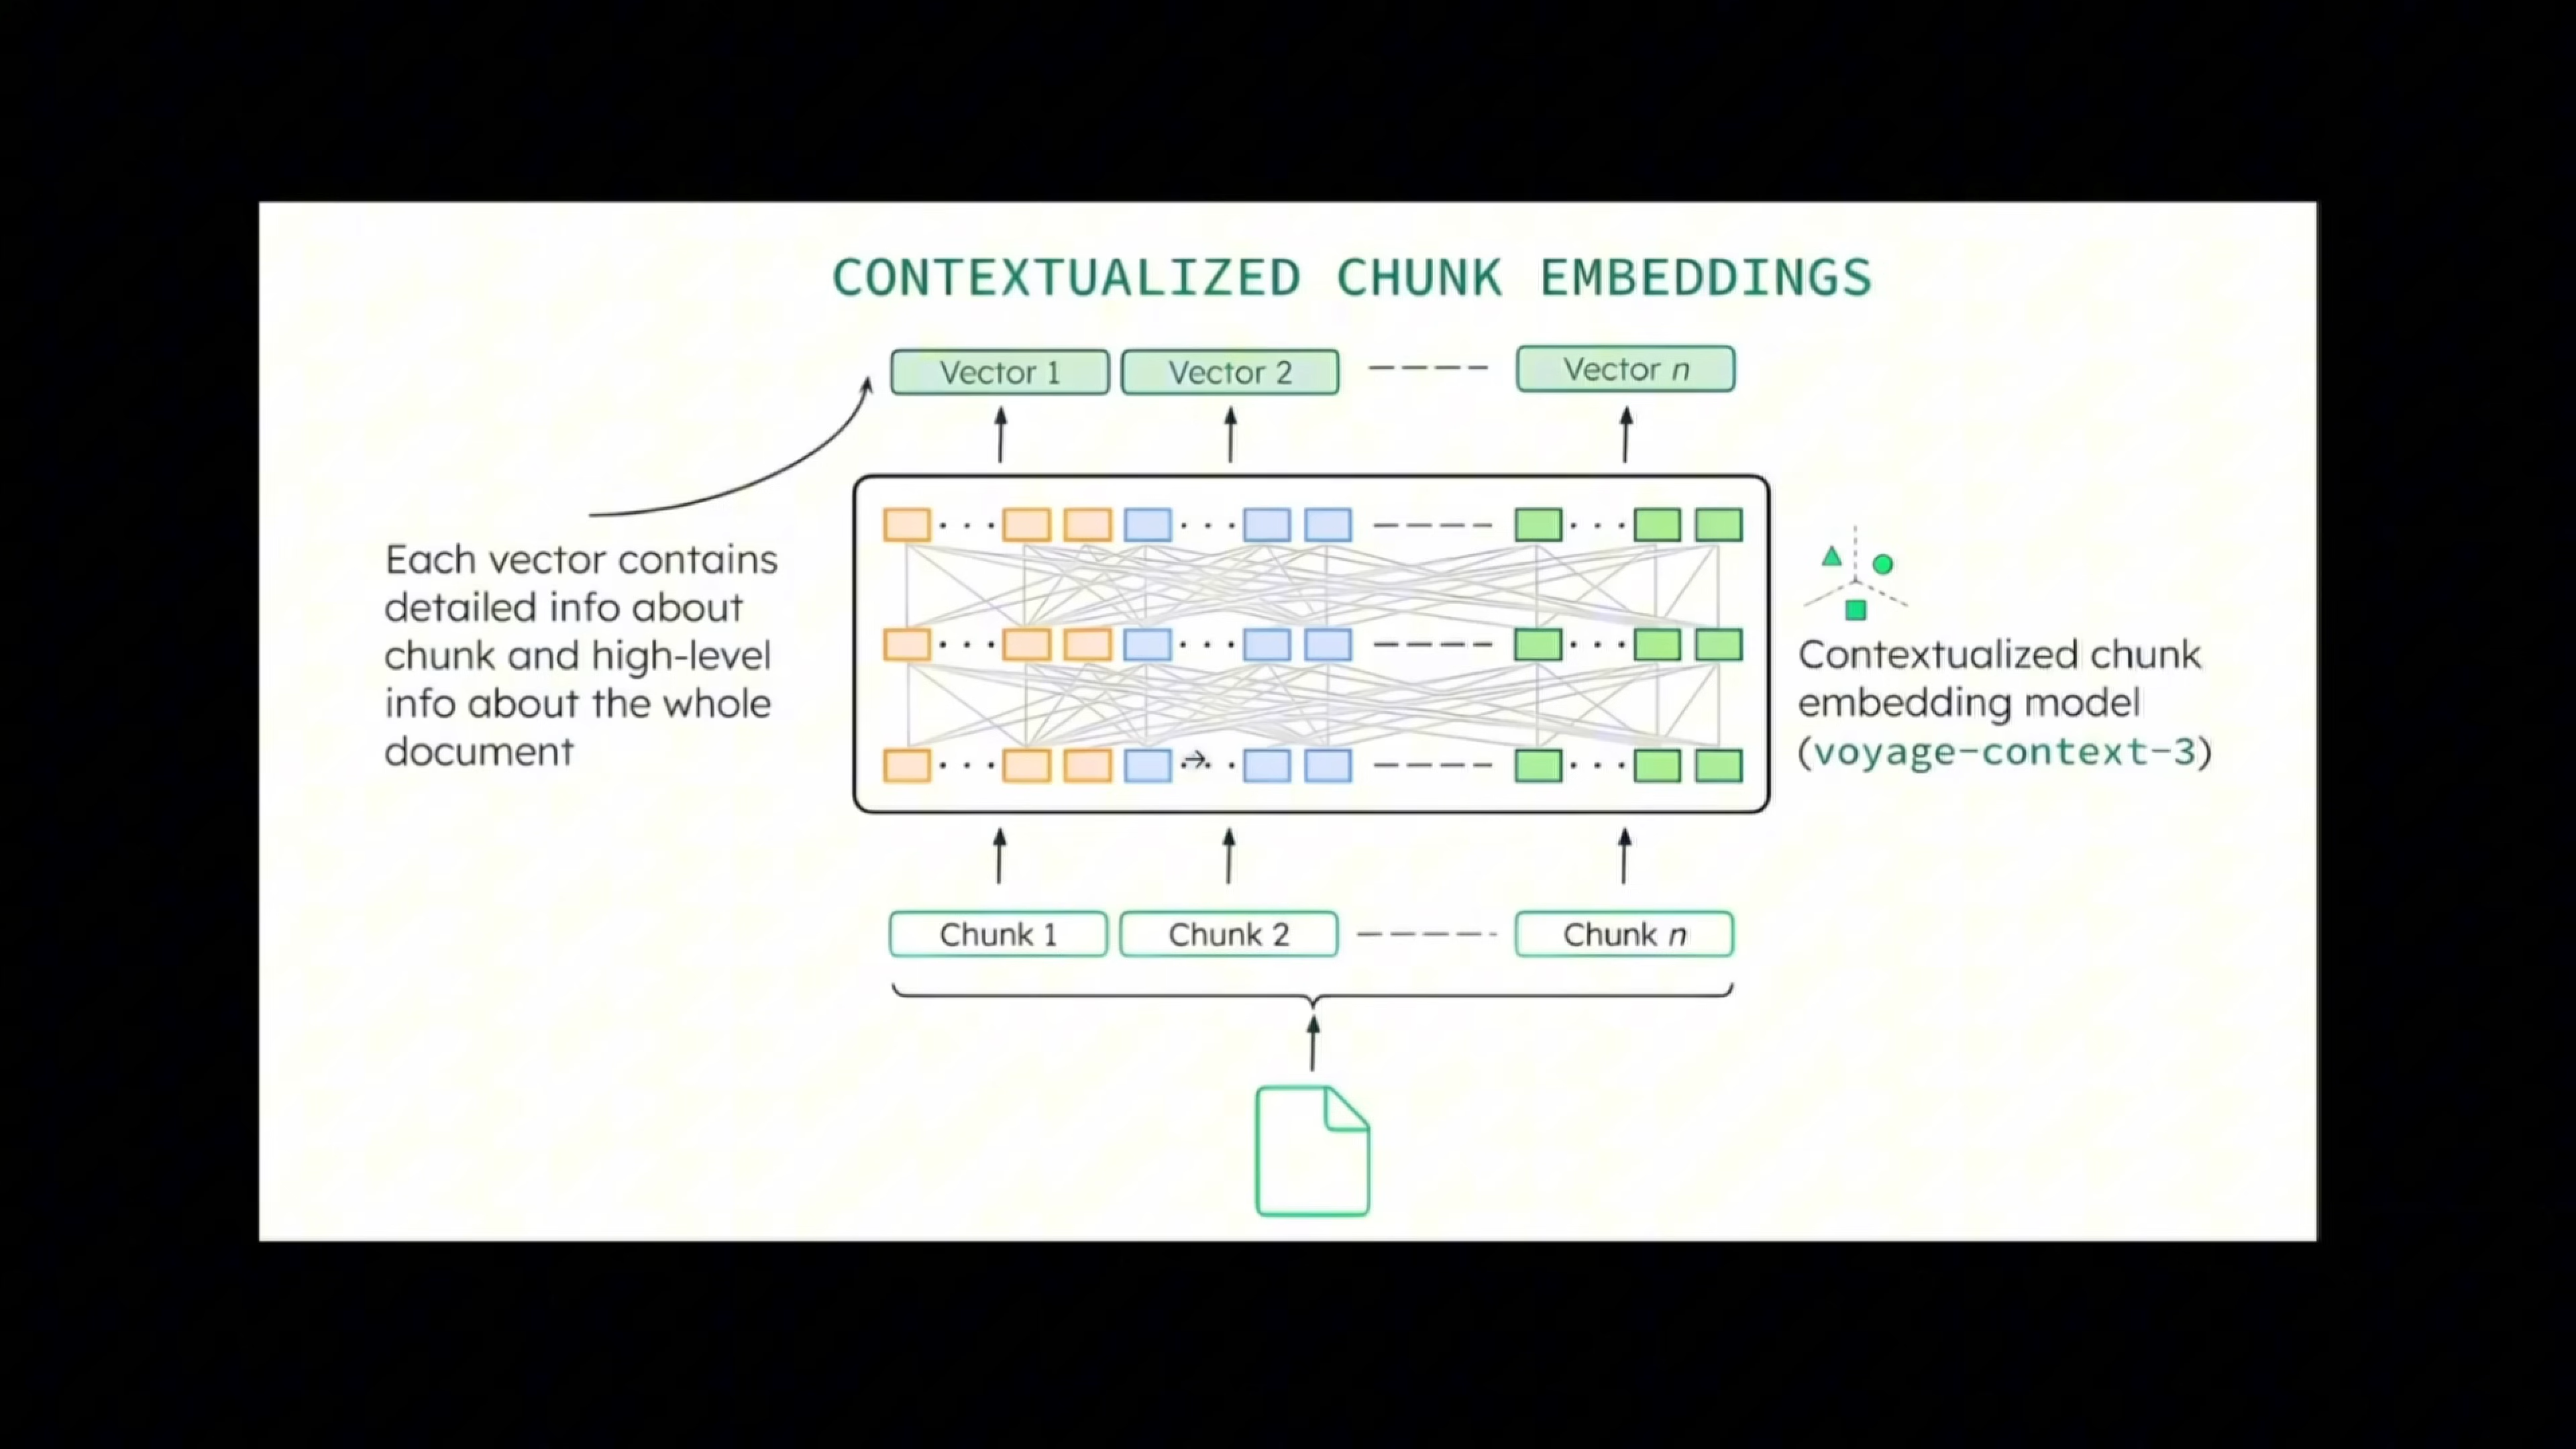 CONTEXTUALIZED CHUNK EMBEDDINGS
Vector 1
Vector 2
Vector n
Each vector contains
detailed info about
chunk and high-level
info about the whole
document
Contextualized chunk
embedding model
(voyage-context-3)
Chunk 1
Chunk 2
Chunk n